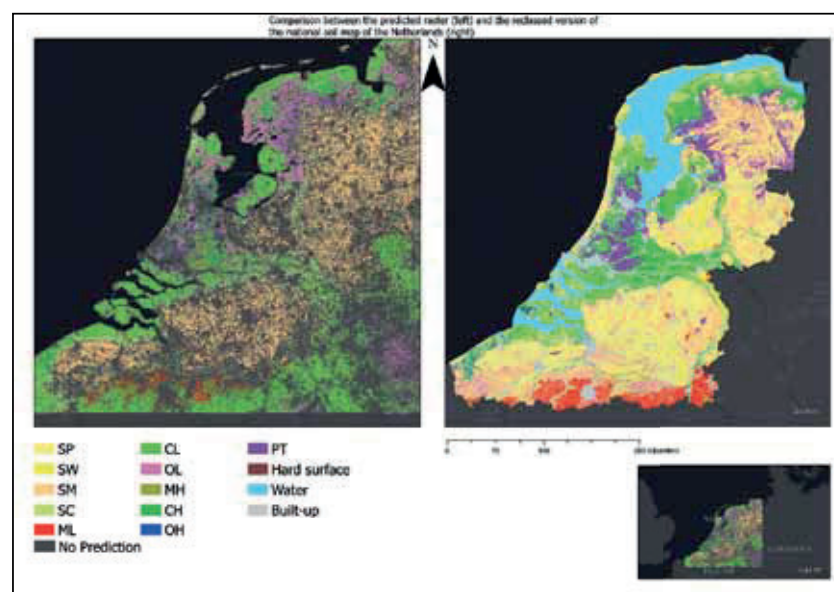 Comparison between the predicted raster (left) and the reclassed version of
the national soil map of the Netherlands (right)
N
SP
SW
SM
SC
ML
No Prediction
CL
OL
MH
CH
OH
PT
Hard surface
Water
Built-up
0